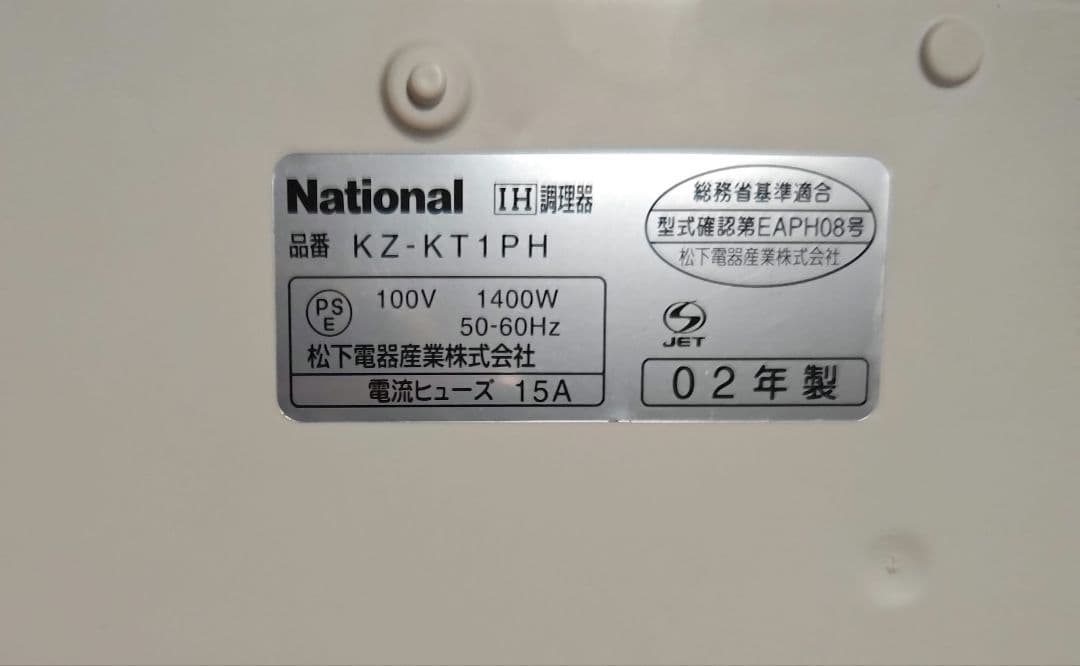 National IH調理器
品番 KZ-KT1PH
PS
E
100V 1400W
50-60Hz
松下電器産業株式会社
電流ヒューズ 15A
総務省基準適合
型式確認第EAPH08号
松下電器産業株式会社
S
JET
02年製